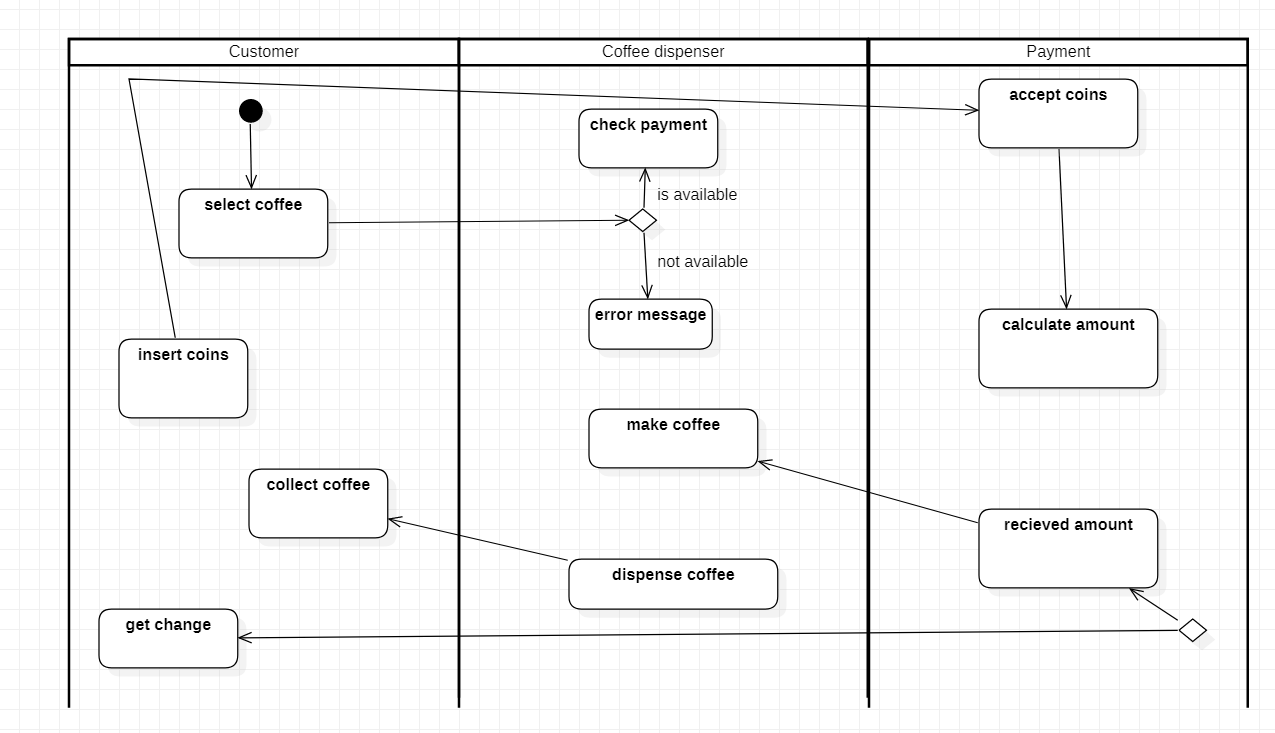 Customer
Coffee dispenser
Payment
accept coins
check payment
is available
select coffee
not available
error message
calculate amount
insert coins
make coffee
collect coffee
recieved amount
dispense coffee
get change